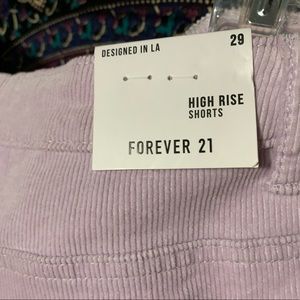 DESIGNED IN LA 29
HIGH RISE
SHORTS
FOREVER 21